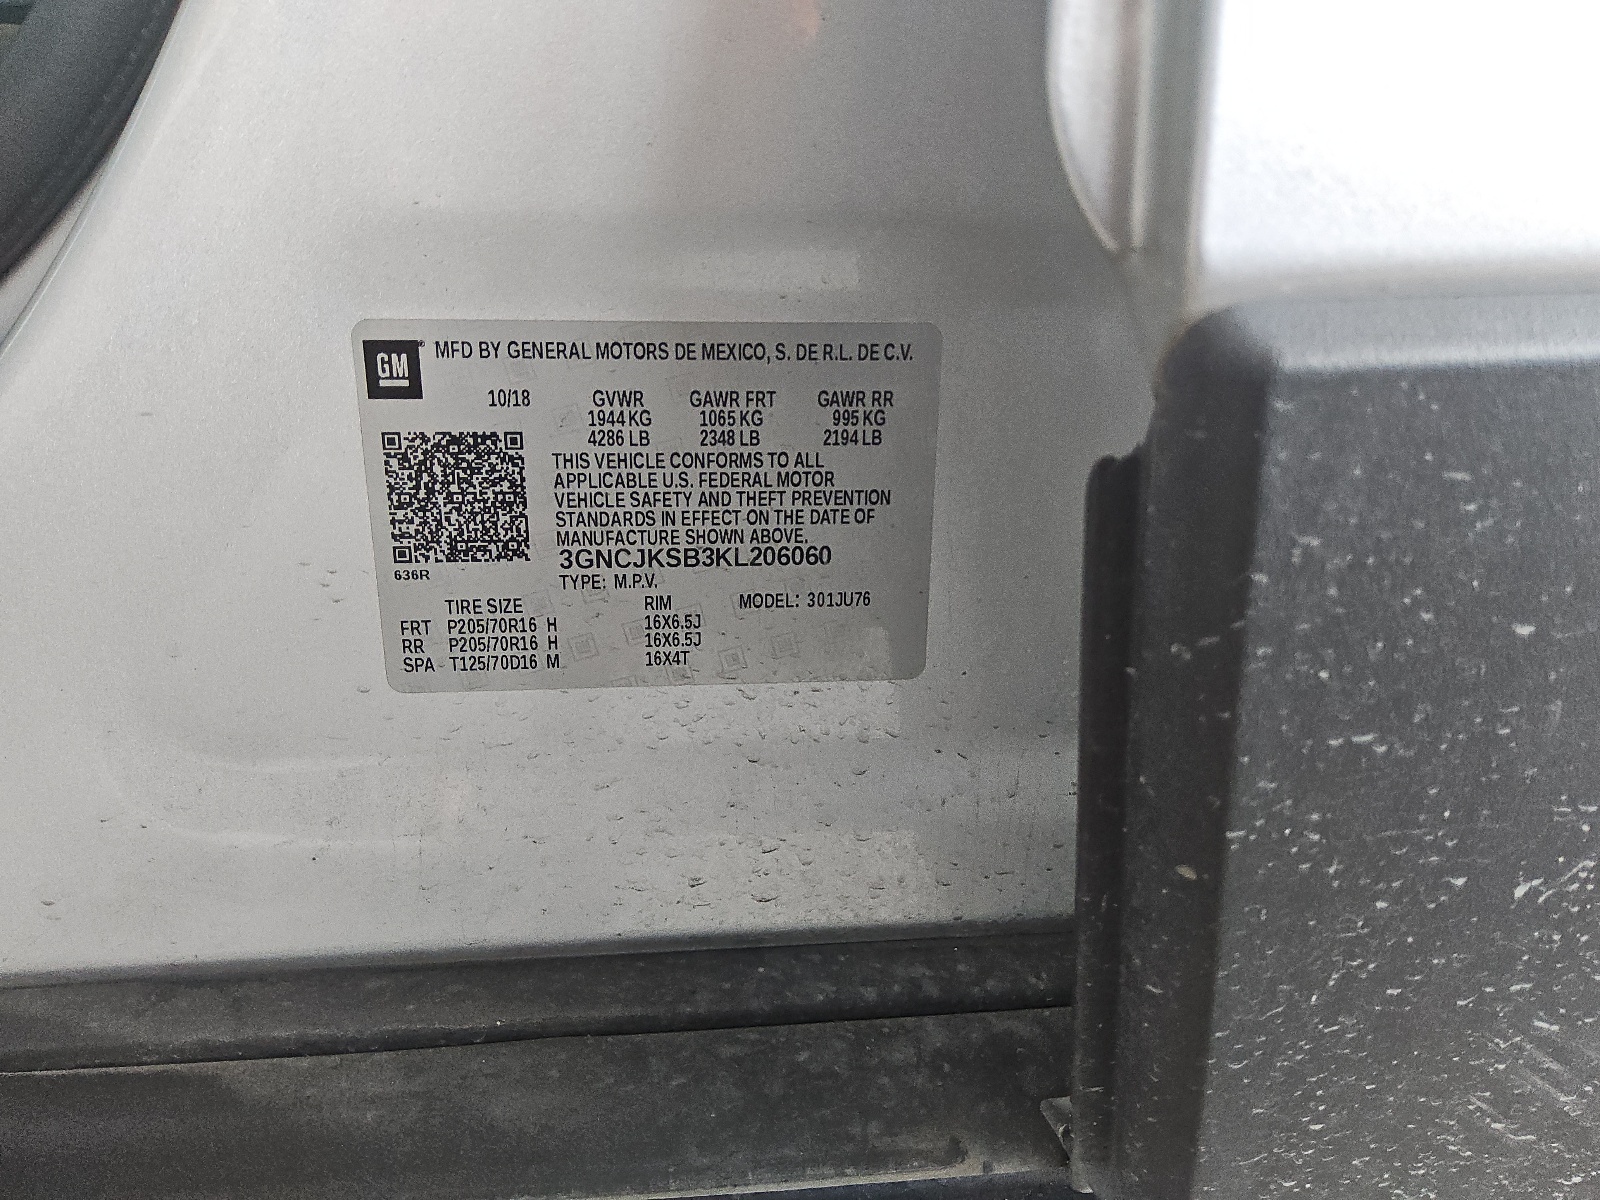 GM MFD BY GENERAL MOTORS DE MEXICO, S. DE R.L. DE C.V.
10/18 GVWR GAWR FRT GAWR RR
1944 KG 1065 KG 995 KG
4286 LB 2348 LB 2194 LB
THIS VEHICLE CONFORMS TO ALL
APPLICABLE U.S. FEDERAL MOTOR
VEHICLE SAFETY AND THEFT PREVENTION
STANDARDS IN EFFECT ON THE DATE OF
MANUFACTURE SHOWN ABOVE.
3GNCJKSB3KL206060
636R
TYPE: M.P.V.
TIRE SIZE RIM MODEL: 301JU76
FRT P205/70R16 H 16X6.5J
RR P205/70R16 H 16X6.5J
SPA T125/70D16 M 16X4T